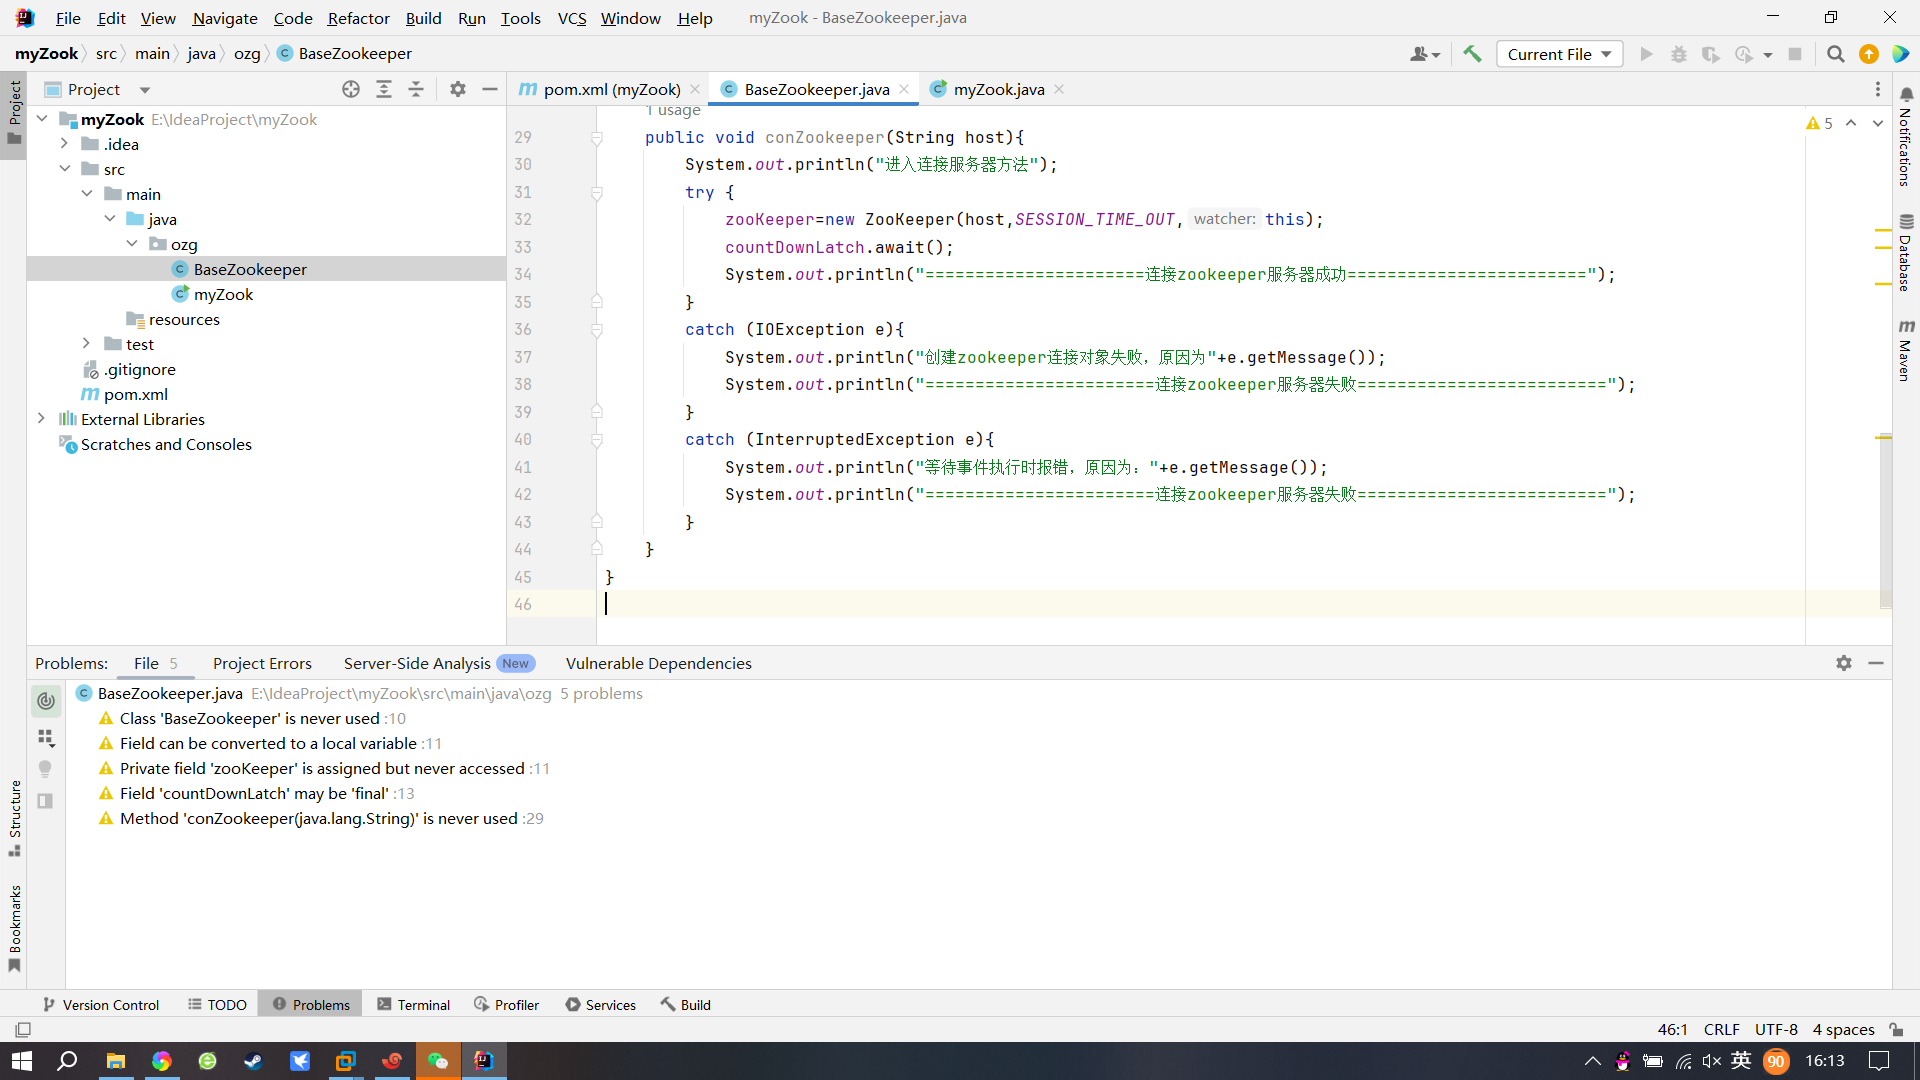 File Edit View Navigate Code Refactor Build Run Tools VCS Window Help myZook - BaseZookeeper.java
myZook src main java ozg BaseZookeeper
Current File
Project
pom.xml (myZook) BaseZookeeper.java myZook.java
myZook E:\IdeaProject\myZook
.idea
src
main
java
ozg
BaseZookeeper
myZook
resources
test
.gitignore
pom.xml
External Libraries
Scratches and Consoles
1 usage
29 public void conZookeeper(String host){
30 System.out.println("进入连接服务器方法");
31 try {
32 zooKeeper=new ZooKeeper(host,SESSION_TIME_OUT, watcher: this);
33 countDownLatch.await();
34 System.out.println("======================连接zookeeper服务器成功========================");
35 }
36 catch (IOException e){
37 System.out.println("创建zookeeper连接对象失败，原因为"+e.getMessage());
38 System.out.println("=======================连接zookeeper服务器失败=========================");
39 }
40 catch (InterruptedException e){
41 System.out.println("等待事件执行时报错，原因为："+e.getMessage());
42 System.out.println("=======================连接zookeeper服务器失败=========================");
43 }
44 }
45 }
46
5
Project
Structure
Bookmarks
Notifications
Database
Maven
Problems: File 5 Project Errors Server-Side Analysis New Vulnerable Dependencies
BaseZookeeper.java E:\IdeaProject\myZook\src\main\java\ozg 5 problems
Class 'BaseZookeeper' is never used :10
Field can be converted to a local variable :11
Private field 'zooKeeper' is assigned but never accessed :11
Field 'countDownLatch' may be 'final' :13
Method 'conZookeeper(java.lang.String)' is never used :29
Version Control TODO Problems Terminal Profiler Services Build
46:1 CRLF UTF-8 4 spaces
英 90 16:13